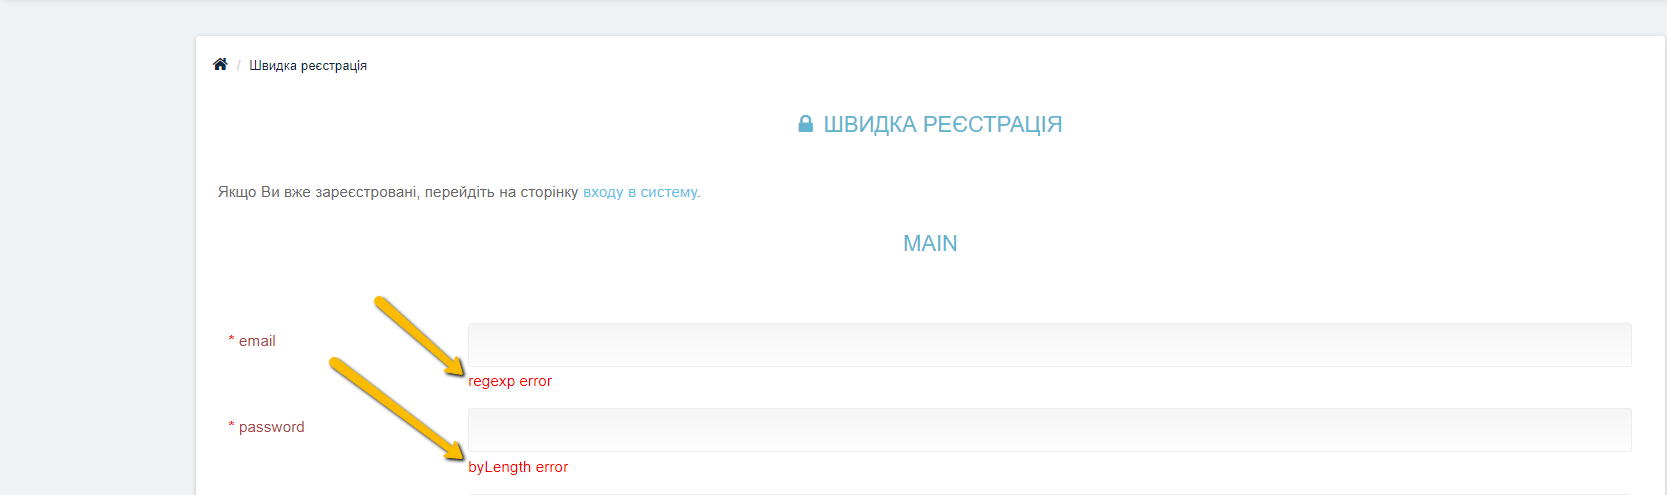 / Швидка реєстрація
ШВИДКА РЕЄСТРАЦІЯ
Якщо Ви вже зареєстровані, перейдіть на сторінку входу в систему.
MAIN
* email
regexp error
* password
byLength error